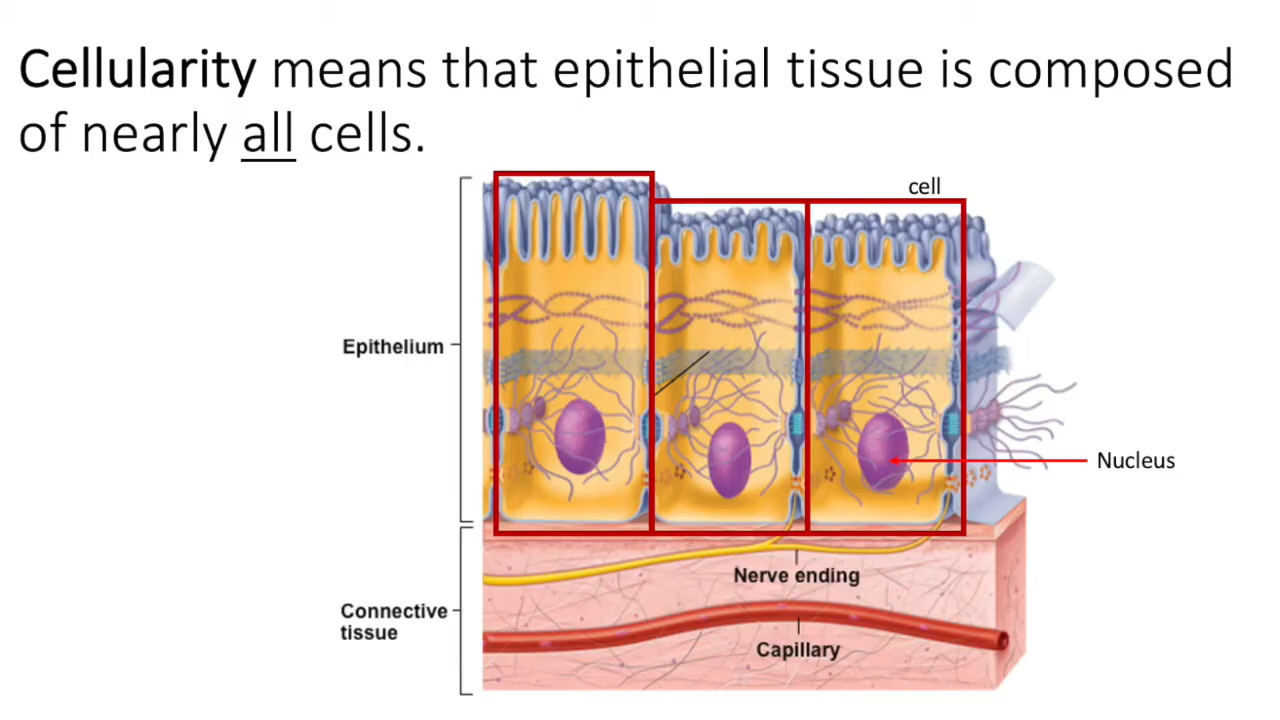 Cellularity means that epithelial tissue is composed
of nearly all cells.
cell
Epithelium
Nucleus
Nerve ending
Connective
tissue
Capillary